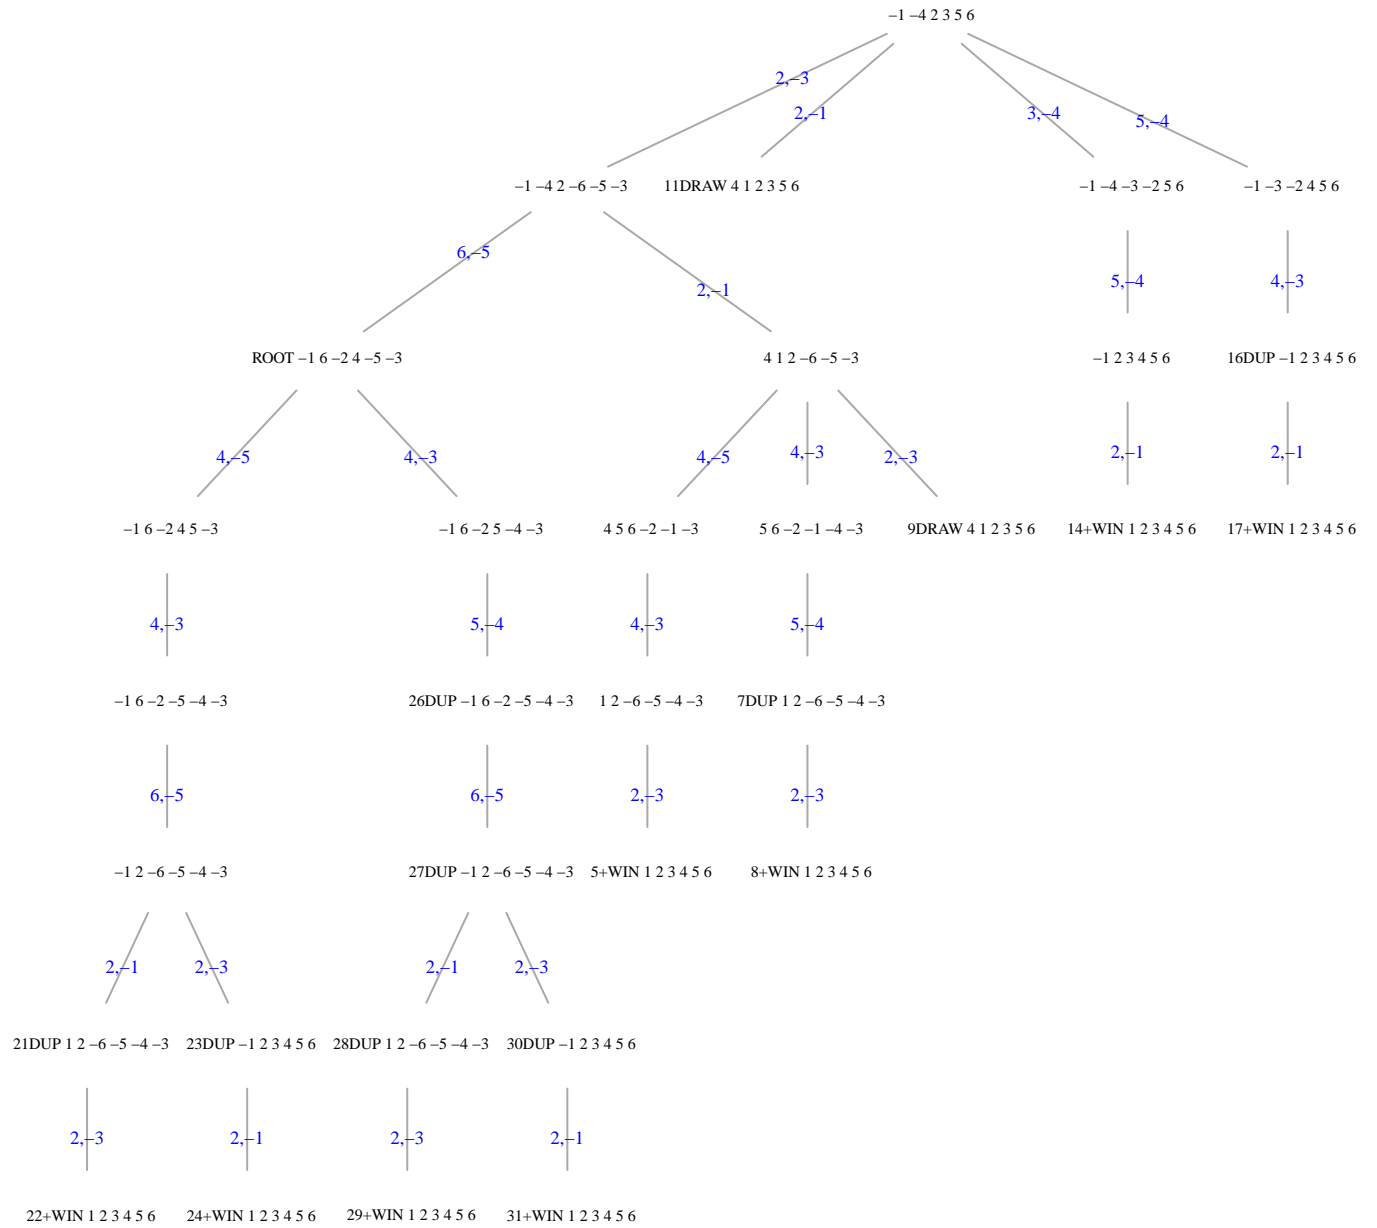 –1 –4 2 3 5 6
2,–3
2,–1
3,–4
5,–4
–1 –4 2 –6 –5 –3
11DRAW 4 1 2 3 5 6
–1 –4 –3 –2 5 6
–1 –3 –2 4 5 6
6,–5
2,–1
5,–4
4,–3
ROOT –1 6 –2 4 –5 –3
4 1 2 –6 –5 –3
–1 2 3 4 5 6
16DUP –1 2 3 4 5 6
4,–5
4,–3
4,–5
4,–3
2,–3
2,–1
2,–1
–1 6 –2 4 5 –3
–1 6 –2 5 –4 –3
4 5 6 –2 –1 –3
5 6 –2 –1 –4 –3
9DRAW 4 1 2 3 5 6
14+WIN 1 2 3 4 5 6
17+WIN 1 2 3 4 5 6
4,–3
5,–4
4,–3
5,–4
–1 6 –2 –5 –4 –3
26DUP –1 6 –2 –5 –4 –3
1 2 –6 –5 –4 –3
7DUP 1 2 –6 –5 –4 –3
6,–5
6,–5
2,–3
2,–3
–1 2 –6 –5 –4 –3
27DUP –1 2 –6 –5 –4 –3
5+WIN 1 2 3 4 5 6
8+WIN 1 2 3 4 5 6
2,–1
2,–3
2,–1
2,–3
21DUP 1 2 –6 –5 –4 –3
23DUP –1 2 3 4 5 6
28DUP 1 2 –6 –5 –4 –3
30DUP –1 2 3 4 5 6
2,–3
2,–1
2,–3
2,–1
22+WIN 1 2 3 4 5 6
24+WIN 1 2 3 4 5 6
29+WIN 1 2 3 4 5 6
31+WIN 1 2 3 4 5 6